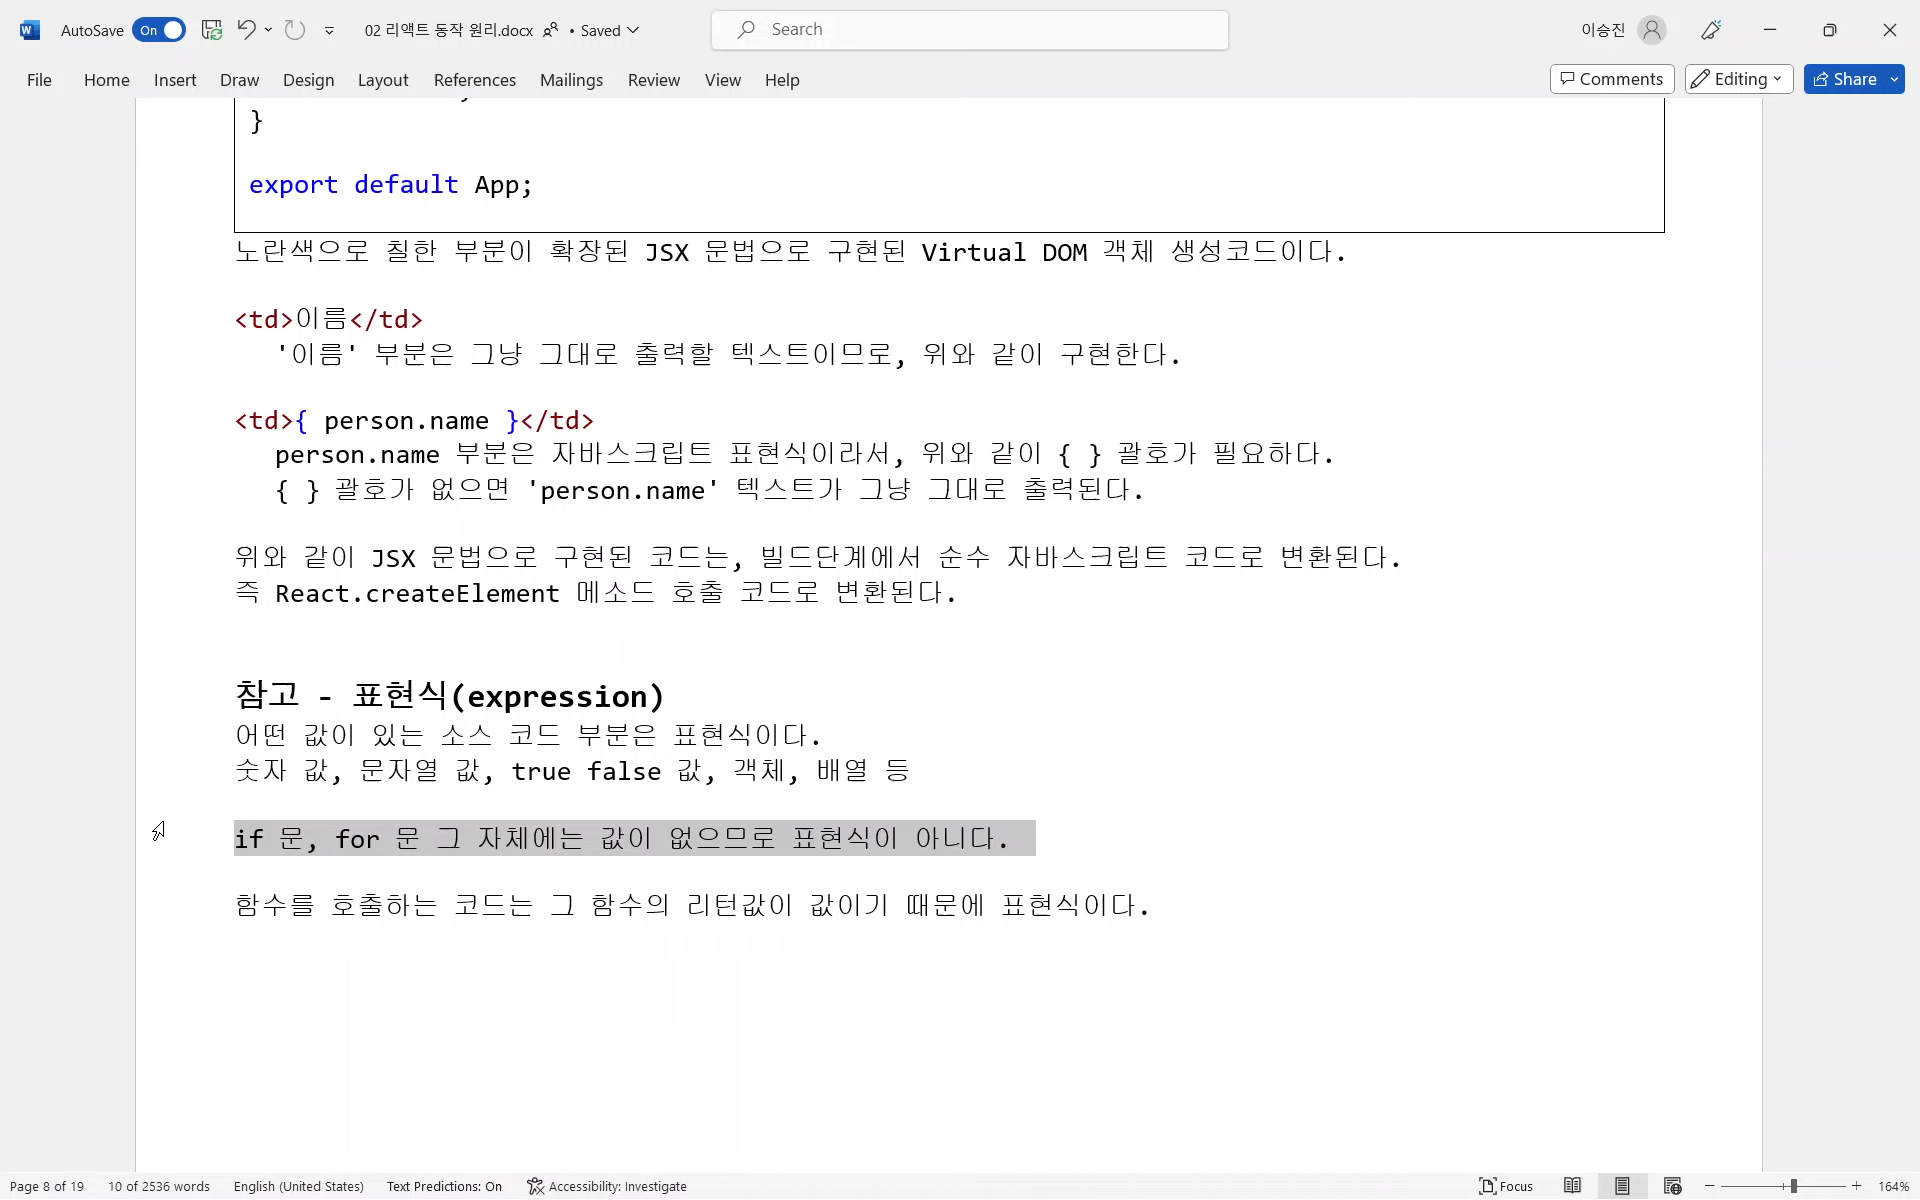 AutoSave On 02 리액트 동작 원리.docx • Saved Search 이승진
File Home Insert Draw Design Layout References Mailings Review View Help Comments Editing Share
}
export default App;
노란색으로 칠한 부분이 확장된 JSX 문법으로 구현된 Virtual DOM 객체 생성코드이다.
<td>이름</td>
'이름' 부분은 그냥 그대로 출력할 텍스트이므로, 위와 같이 구현한다.
<td>{ person.name }</td>
person.name 부분은 자바스크립트 표현식이라서, 위와 같이 { } 괄호가 필요하다.
{ } 괄호가 없으면 'person.name' 텍스트가 그냥 그대로 출력된다.
위와 같이 JSX 문법으로 구현된 코드는, 빌드단계에서 순수 자바스크립트 코드로 변환된다.
즉 React.createElement 메소드 호출 코드로 변환된다.
참고 - 표현식(expression)
어떤 값이 있는 소스 코드 부분은 표현식이다.
숫자 값, 문자열 값, true false 값, 객체, 배열 등
if 문, for 문 그 자체에는 값이 없으므로 표현식이 아니다.
함수를 호출하는 코드는 그 함수의 리턴값이 값이기 때문에 표현식이다.
Page 8 of 19 10 of 2536 words English (United States) Text Predictions: On Accessibility: Investigate Focus 164%